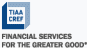 TIAA
CREF
FINANCIAL SERVICES
FOR THE GREATER GOOD®